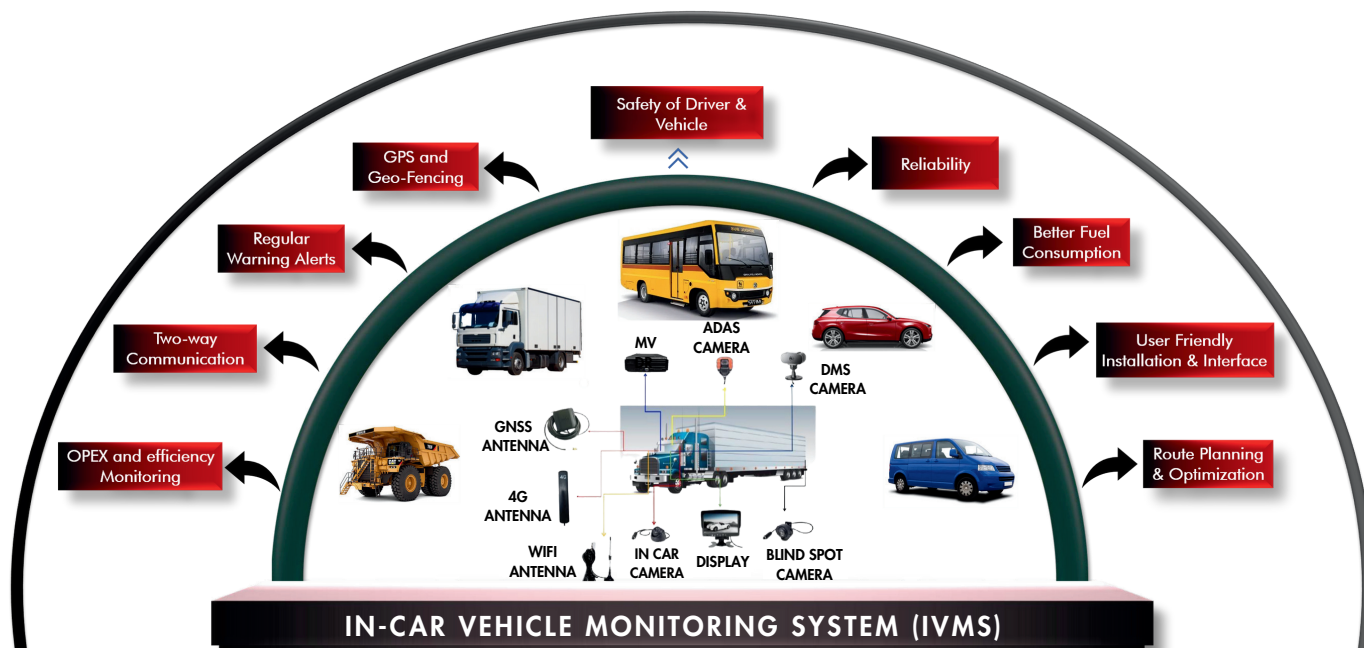 Safety of Driver &
Vehicle
GPS and
Geo-Fencing
Reliability
Regular
Warning Alerts
Better Fuel
Consumption
Two-way
Communication
User Friendly
Installation & Interface
OPEX and efficiency
Monitoring
Route Planning
& Optimization
MV
ADAS
CAMERA
DMS
CAMERA
GNSS
ANTENNA
4G
ANTENNA
WIFI
ANTENNA
IN CAR
CAMERA
DISPLAY
BLIND SPOT
CAMERA
CAT
4G
IN-CAR VEHICLE MONITORING SYSTEM (IVMS)